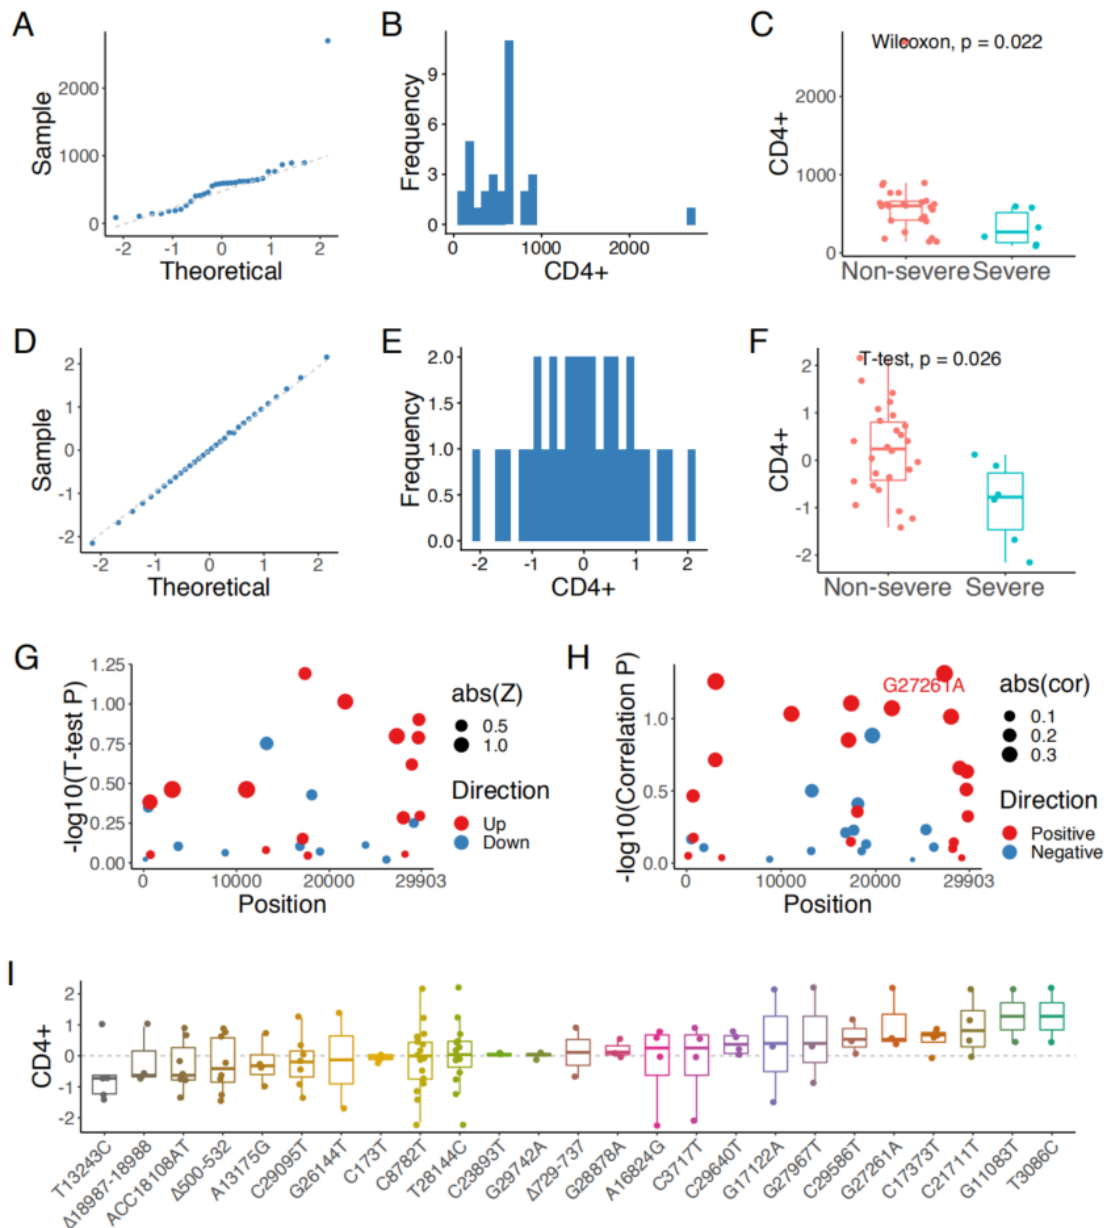 A
Sample
2000
1000
0
-2 -1 0 1 2
Theoretical
B
Frequency
9
6
3
0
0 1000 2000
CD4+
C
Wilcoxon, p = 0.022
CD4+
2000
1000
0
Non-severe Severe
D
Sample
2
1
0
-1
-2
-2 -1 0 1 2
Theoretical
E
Frequency
2.0
1.5
1.0
0.5
0.0
-2 -1 0 1 2
CD4+
F
T-test, p = 0.026
CD4+
2
1
0
-1
-2
Non-severe Severe
G
-log10(T-test P)
1.25
1.00
0.75
0.50
0.25
0.00
0 10000 20000 29903
Position
abs(Z)
0.5
1.0
Direction
Up
Down
H
-log10(Correlation P)
G27261A
1.0
0.5
0.0
0 10000 20000 29903
Position
abs(cor)
0.1
0.2
0.3
Direction
Positive
Negative
I
CD4+
2
1
0
-1
-2
T13243C
Δ18987-18988
ACC18108AT
Δ500-532
A13175G
C29095T
G26144T
C173T
C8782T
T28144C
C23893T
G29742A
Δ729-737
G28878A
A16824G
C3717T
C29640T
G17122A
G27967T
C29586T
G27261A
C17373T
C21711T
G11083T
T3086C